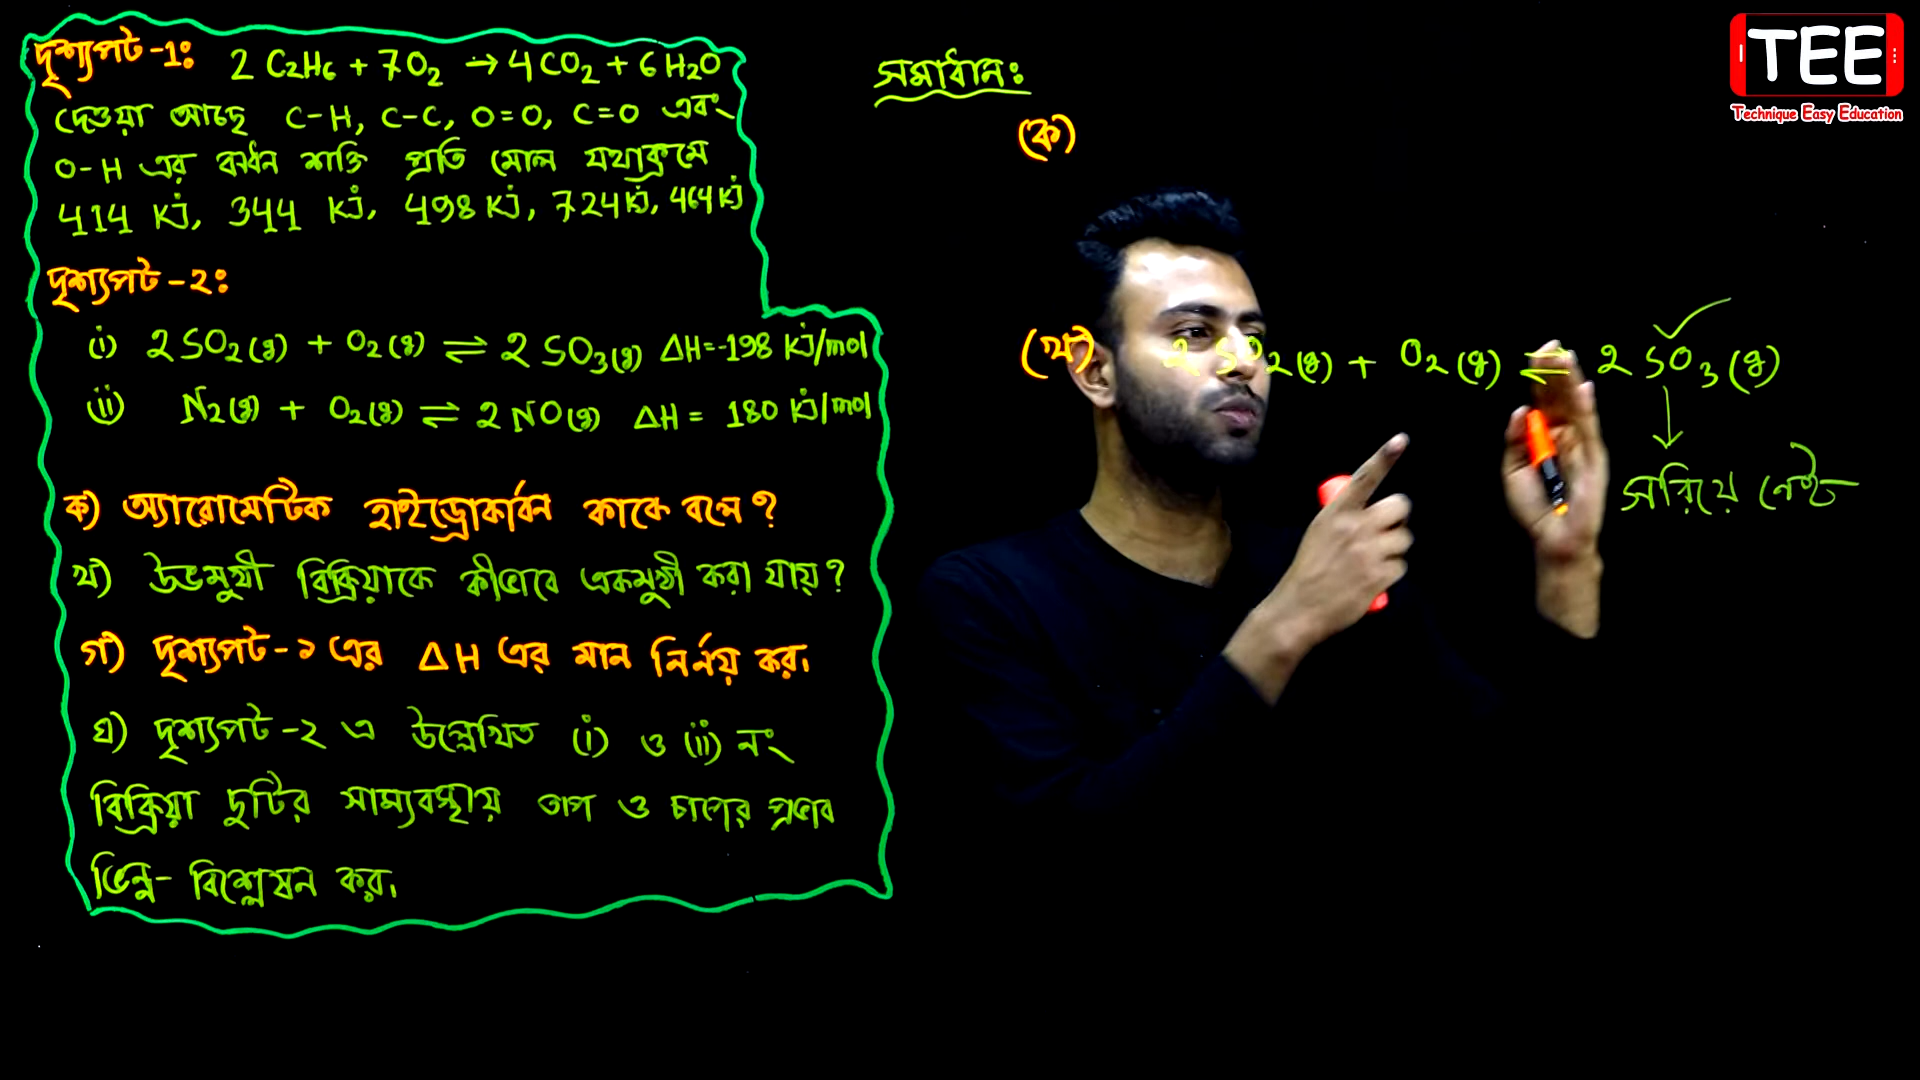 দৃশ্যপট-1ঃ 2 C₂H₆ + 7O₂ → 4CO₂ + 6H₂O
দেওয়া আছে C-H, C-C, O=O, C=O এবং
O-H এর বন্ধন শক্তি প্রতি মোল যথাক্রমে
414 KJ, 344 KJ, 498 KJ, 724 KJ, 464 KJ
দৃশ্যপট-২ঃ
(i) 2SO₂(g) + O₂(g) ⇌ 2SO₃(g) ΔH=-198 KJ/mol
(ii) N₂(g) + O₂(g) ⇌ 2NO(g) ΔH = 180 KJ/mol
ক) অ্যারোমেটিক হাইড্রোকার্বন কাকে বলে?
খ) উভমুখী বিক্রিয়াকে কীভাবে একমুখী করা যায়?
গ) দৃশ্যপট-১ এর ΔH এর মান নির্নয় কর।
ঘ) দৃশ্যপট-২ এ উল্লেখিত (i) ও (ii) নং
বিক্রিয়া দুটির সাম্যবস্থায় তাপ ও চাপের প্রভাব
ভিন্ন- বিশ্লেষন কর।
সমাধানঃ
(ক)
(খ) 2SO₂(g) + O₂(g) ⇌ 2SO₃(g)
সরিয়ে নেই
TEE
Technique Easy Education